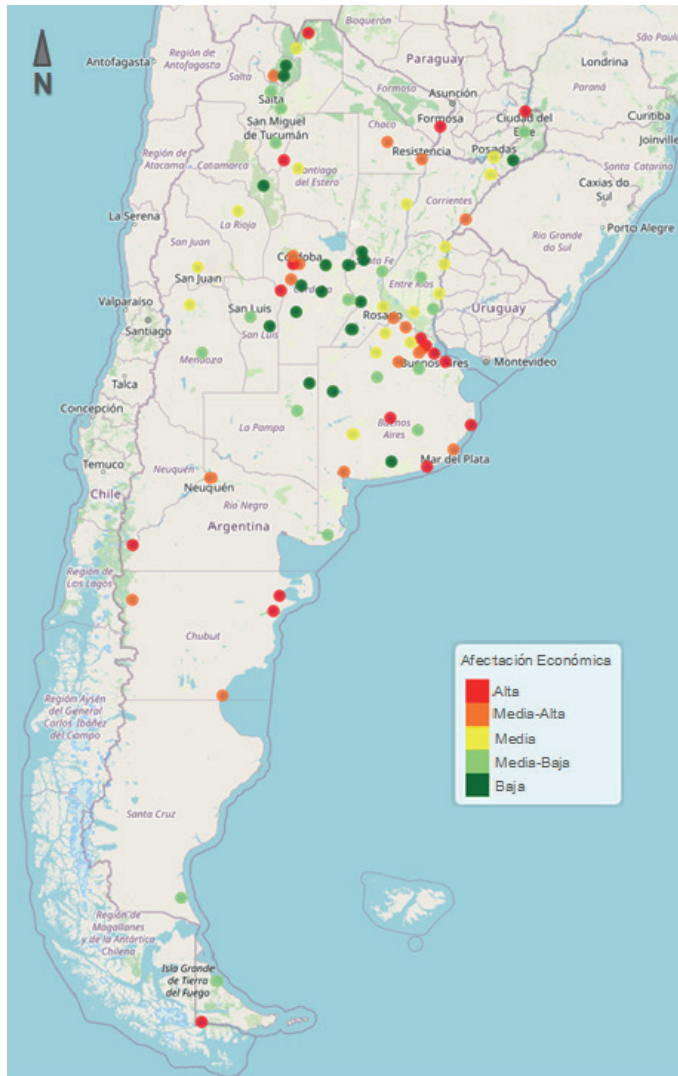 Boquerón
São Paulo
Paraguay
Londrina
Antofagasta
Región de
Antofagasta
Paraná
Salta
Formosa
Asunción
N
Salta
San Miguel
de Tucumán
Formosa
Ciudad del
Este
Curitiba
Joinville
Chaco
Resistencia
Posadas
Región de
Atacama
Catamarca
Santiago
del Estero
Santa Catarina
Corrientes
Caxias do
Sul
La Serena
La Rioja
Rio Grande
do Sul
Porto Alegre
San Juan
Córdoba
Santa Fe
San Juan
Córdoba
Entre Ríos
Valparaíso
San Luis
Rosario
Uruguay
Santiago
San Luis
Mendoza
Buenos Aires
Montevideo
Talca
Concepción
La Pampa
Buenos
Aires
Temuco
Neuquén
Mar del Plata
Chile
Neuquén
Río Negro
Argentina
Región de
Los Lagos
Chubut
Región Aysén
del General
Carlos Ibáñez
del Campo
Afectación Económica
Alta
Media-Alta
Media
Media-Baja
Baja
Santa Cruz
Región de
Magallanes
y de la Antártica
Chilena
Isla Grande
de Tierra
del Fuego